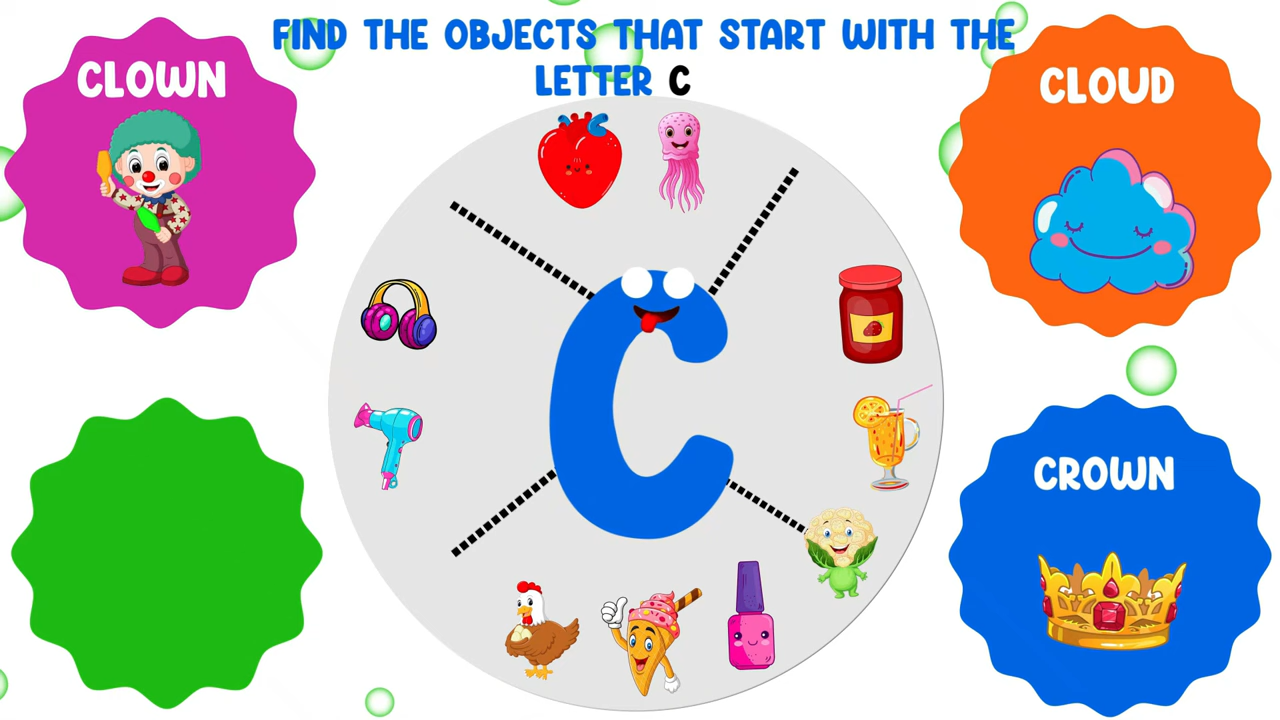 FIND THE OBJECTS THAT START WITH THE
LETTER C
CLOWN
CLOUD
C
CROWN